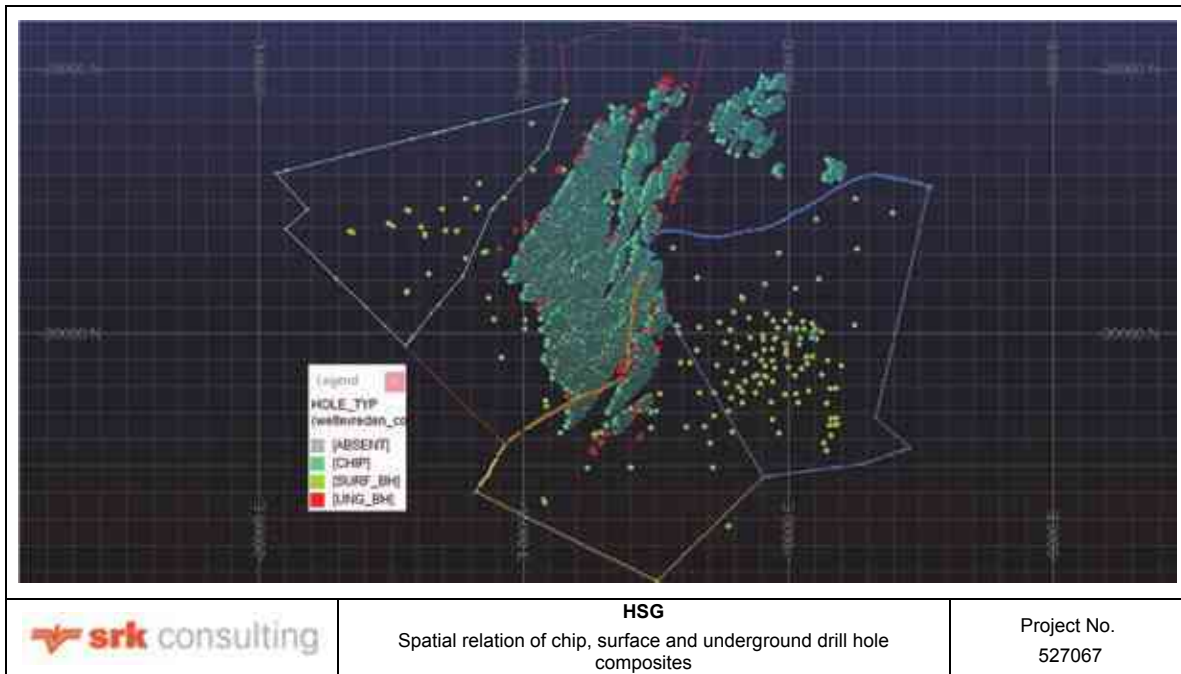 -30000 N
Legend
HOLE_TYP
[ABSENT]
[CHIP]
[SURF_BH]
[UNG_BH]
srk consulting
HSG
Spatial relation of chip, surface and underground drill hole
composites
Project No.
527067